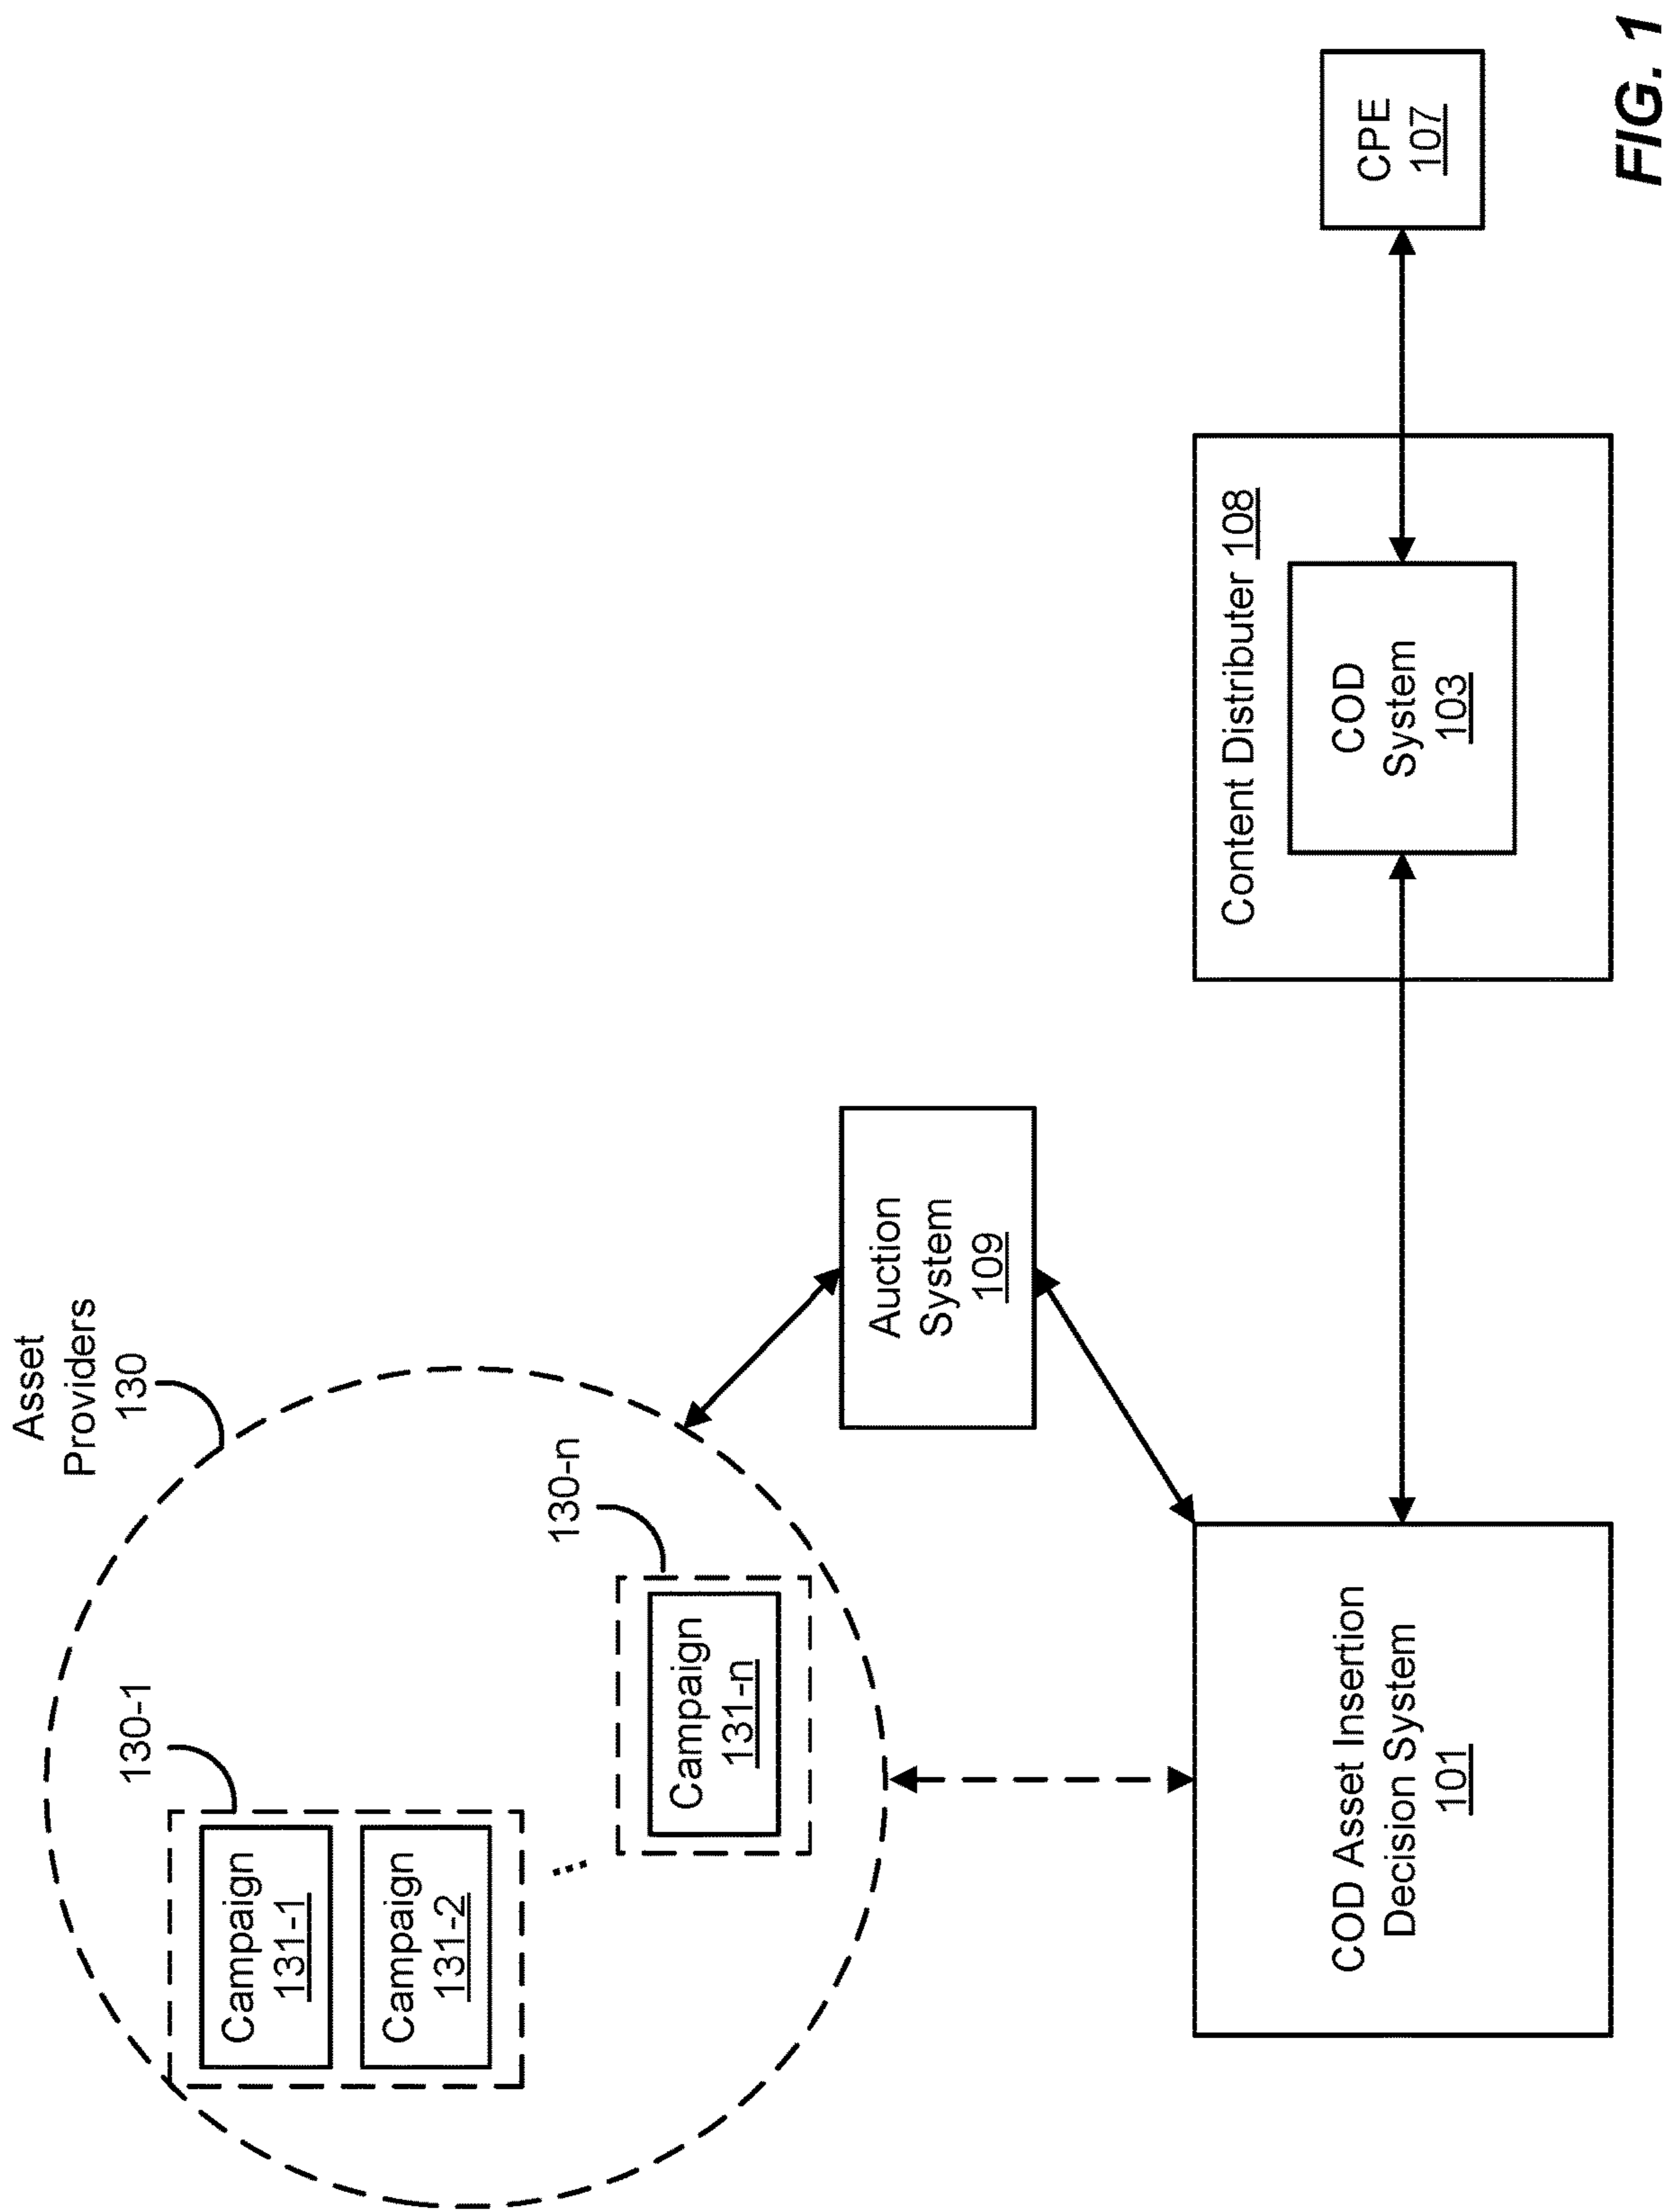 Asset
Providers
130
130-1
Campaign
131-1
Campaign
131-2
130-n
Campaign
131-n
Auction
System
109
COD Asset Insertion
Decision System
101
Content Distributer 108
COD
System
103
CPE
107
FIG. 1